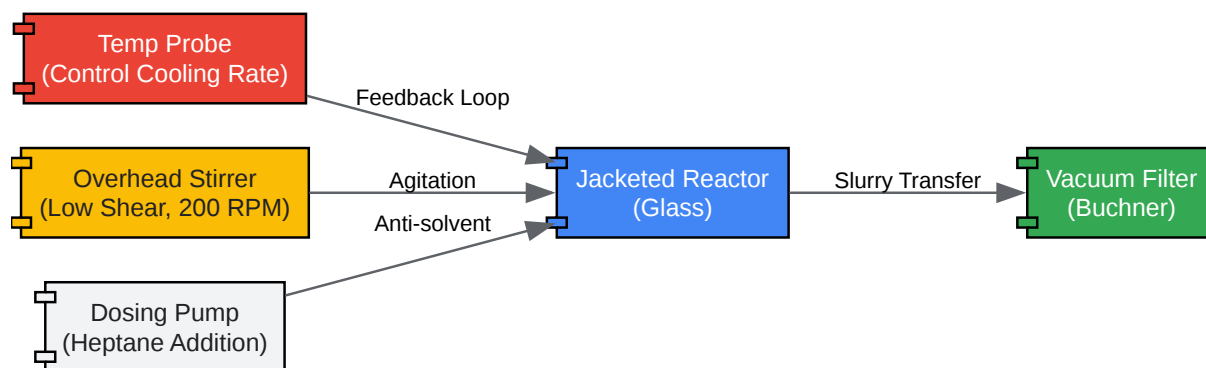 Temp Probe
(Control Cooling Rate)
Feedback Loop
Overhead Stirrer
(Low Shear, 200 RPM)
Agitation
Anti-solvent
Jacketed Reactor
(Glass)
Slurry Transfer
Vacuum Filter
(Buchner)
Dosing Pump
(Heptane Addition)